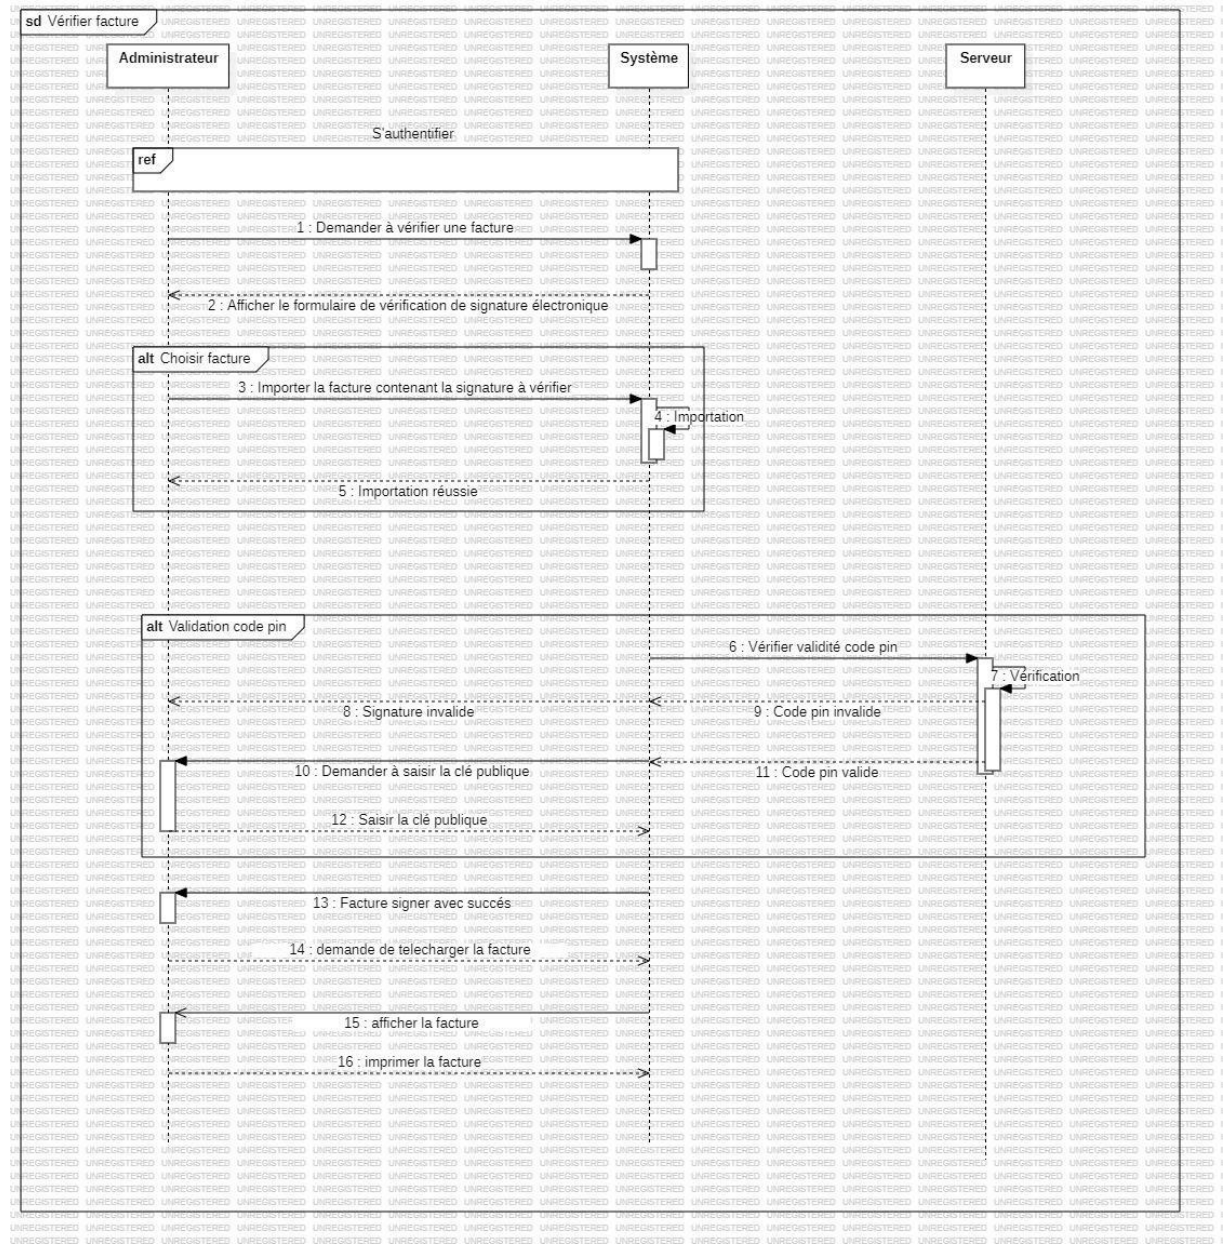 sd Vérifier facture
Administrateur
Système
Serveur
S'authentifier
ref
1 : Demander à vérifier une facture
2 : Afficher le formulaire de vérification de signature électronique
alt Choisir facture
3 : Importer la facture contenant la signature à vérifier
4 : Importation
5 : Importation réussie
alt Validation code pin
6 : Vérifier validité code pin
7 : Vérification
8 : Signature invalide
9 : Code pin invalide
10 : Demander à saisir la clé publique
11 : Code pin valide
12 : Saisir la clé publique
13 : Facture signer avec succés
14 : demande de telecharger la facture
15 : afficher la facture
16 : imprimer la facture
UNREGISTERED